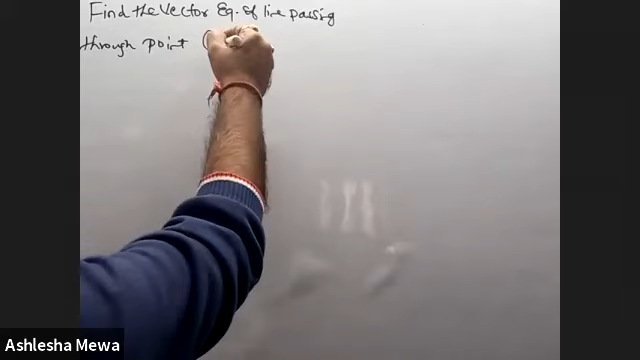 Find the Vector Eq. of line passing
through point (
Ashlesha Mewa